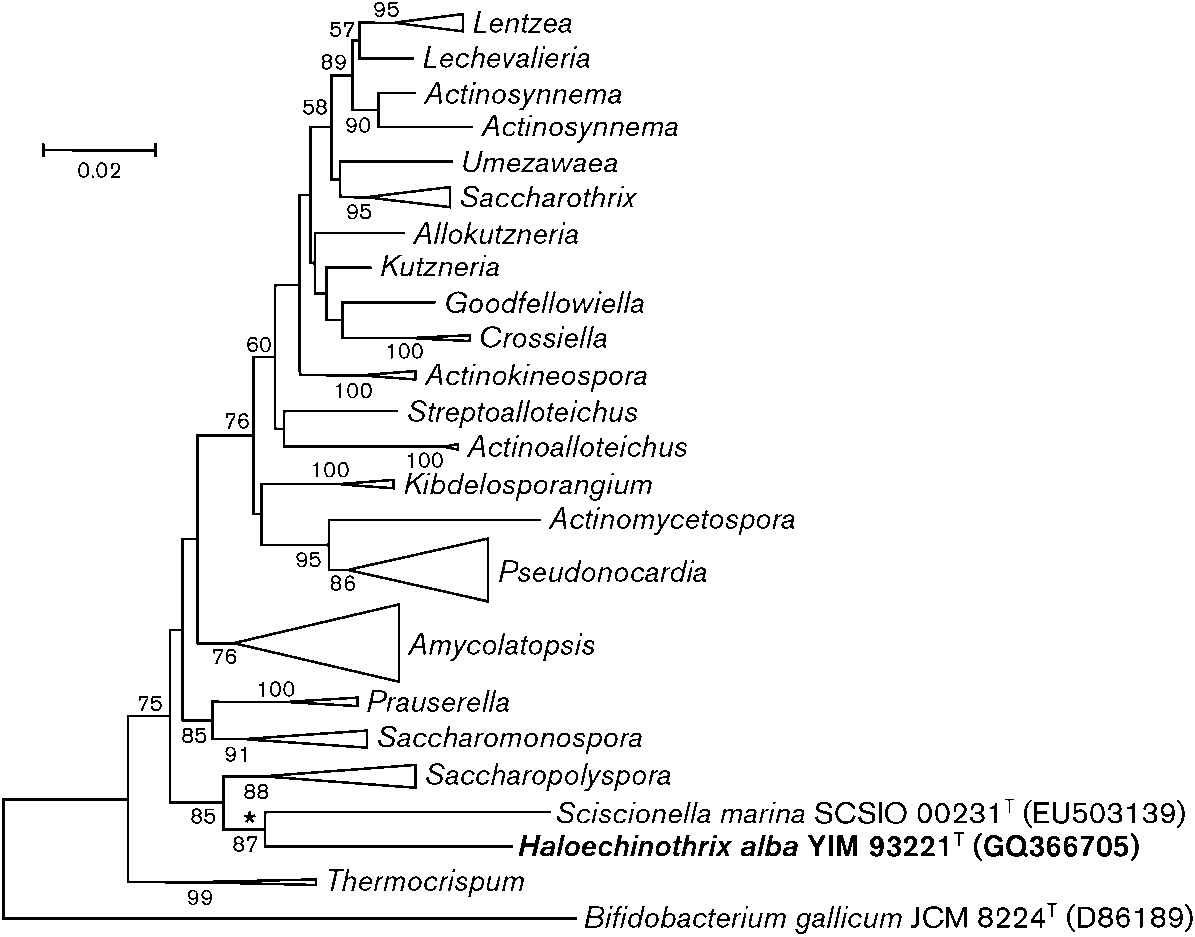 95
Lentzea
57
Lechevalieria
89
Actinosynnema
58
90
Actinosynnema
0.02
Umezawaea
95
Saccharothrix
Allokutzneria
Kutzneria
Goodfellowiella
Crossiella
100
60
Actinokineospora
100
Streptoalloteichus
76
Actinoalloteichus
100
100
Kibdelosporangium
Actinomycetospora
95
Pseudonocardia
86
Amycolatopsis
76
100
Prauserella
75
85
Saccharomonospora
91
Saccharopolyspora
88
85
*
Sciscionella marina SCSIO 00231ᵀ (EU503139)
87
Haloechinothrix alba YIM 93221ᵀ (GQ366705)
Thermocrispum
99
Bifidobacterium gallicum JCM 8224ᵀ (D86189)